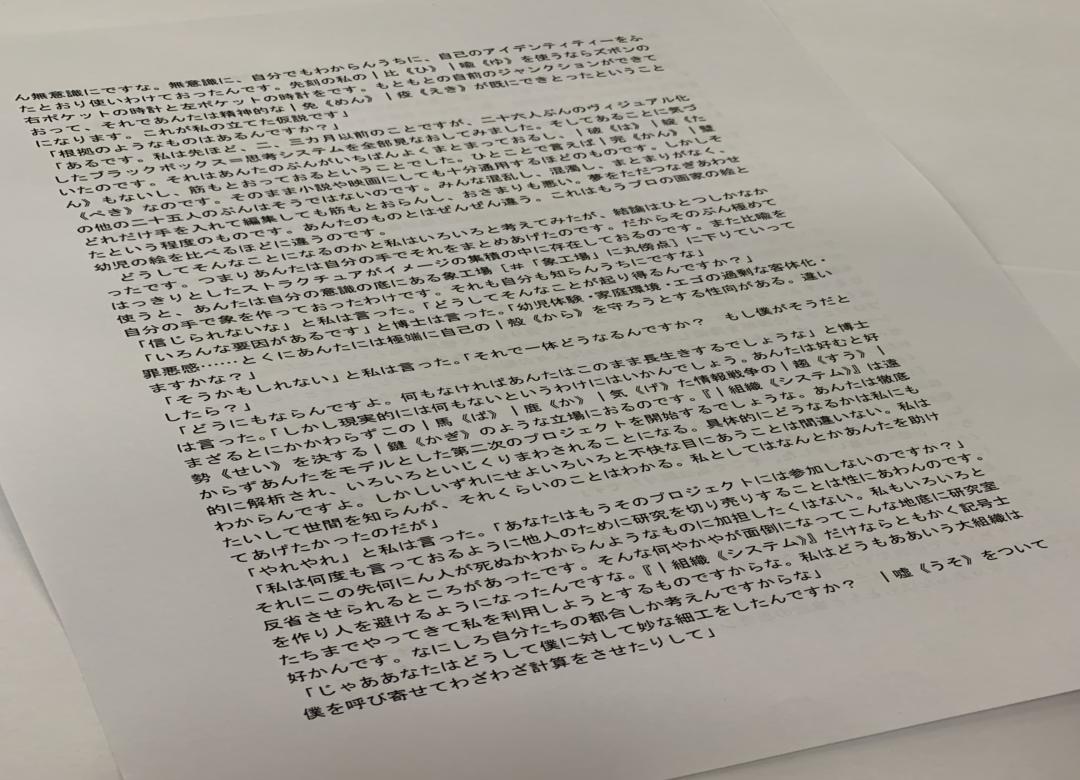 ん無意識にですな。無意識に、自分でもわからんうちに、自己のアイデンティティーをふ
たとおり使いわけておったんです。先刻の私の｜比《ひ》｜喩《ゆ》を使うならズボンの
右ポケットの時計と左ポケットの時計をです。もともとの自前のジャンクションができて
おって、それであんたは精神的な｜免《めん》｜疫《えき》が既にできとったということ
になります。これが私の立てた仮説です」
「根拠のようなものはあるんですか？」
「あるです。私は先ほど、二、三カ月以前のことですが、二十六人ぶんのヴィジュアル化
したブラックボックス＝思考システムを全部見なおしてみました。そしてあることに気づ
いたのです。それはあんたのぶんがいちばんよくまとまっておるし、｜破《は》｜綻《た
ん》もないし、筋もとおっておるということでした。ひとことで言えば｜完《かん》｜璧
《ぺき》なのです。そのまま小説や映画にしても十分通用するほどのものです。しかしそ
の他の二十五人のぶんはそうではないのです。みんな混乱し、混濁し、まとまりがなく、
どれだけ手を入れて編集しても筋もとおらんし、おさまりも悪い。夢をただつなぎあわせ
たという程度のものです。あんたのものとはぜんぜん違う。これはもうプロの画家の絵と
幼児の絵を比べるほどに違うのです。
　どうしてそんなことになるのかと私はいろいろと考えてみたが、結論はひとつしかなか
ったです。つまりあんたは自分の手でそれをまとめあげたのです。だからそのぶん極めて
はっきりとしたストラクチュアがイメージの集積の中に存在しておるのです。また比喩を
使うと、あんたは自分の意識の底にある象工場［＃「象工場」に丸傍点］に下りていって
自分の手で象を作っておったわけです。それも自分も知らんうちにですな」
「信じられないな」と私は言った。「どうしてそんなことが起り得るんですか？」
「いろんな要因があるです」と博士は言った。「幼児体験・家庭環境・エゴの過剰な客体化・
罪悪感……とくにあんたには極端に自己の｜殻《から》を守ろうとする性向がある。違い
ますかな？」
「そうかもしれない」と私は言った。「それで一体どうなるんですか？　もし僕がそうだと
したら？」
「どうにもならんですよ。何もなければあんたはこのまま長生きするでしょうな」と博士
は言った。「しかし現実的には何もないというわけにはいかんでしょう。あんたは好むと好
まざるとにかかわらずこの｜馬《ば》｜鹿《か》｜気《げ》た情報戦争の｜趨《すう》｜
勢《せい》を決する｜鍵《かぎ》のような立場におるのです。『｜組織《システム》』は遠
からずあんたをモデルとした第二次のプロジェクトを開始するでしょうな。あんたは徹底
的に解析され、いろいろといじくりまわされることになる。具体的にどうなるかは私にも
わからんですよ。しかしいずれにせよいろいろと不快な目にあうことは間違いない。私は
たいして世間を知らんが、それくらいのことはわかる。私としてはなんとかあんたを助け
てあげたかったのだが」
「やれやれ」と私は言った。「あなたはもうそのプロジェクトには参加しないのですか？」
「私は何度も言っておるように他人のために研究を切り売りすることは性にあわんのです。
それにこの先何にん人が死ぬかわからんようなものに加担したくはない。私もいろいろと
反省させられるところがあったです。そんな何やかやが面倒になってこんな地底に研究室
を作り人を避けるようになったんですな。『｜組織《システム》』だけならともかく記号士
たちまでやってきて私を利用しようとするものですからな。私はどうもああいう大組織は
好かんです。なにしろ自分たちの都合しか考えんですからな」
「じゃああなたはどうして僕に対して妙な細工をしたんですか？　｜嘘《うそ》をついて
僕を呼び寄せてわざわざ計算をさせたりして」